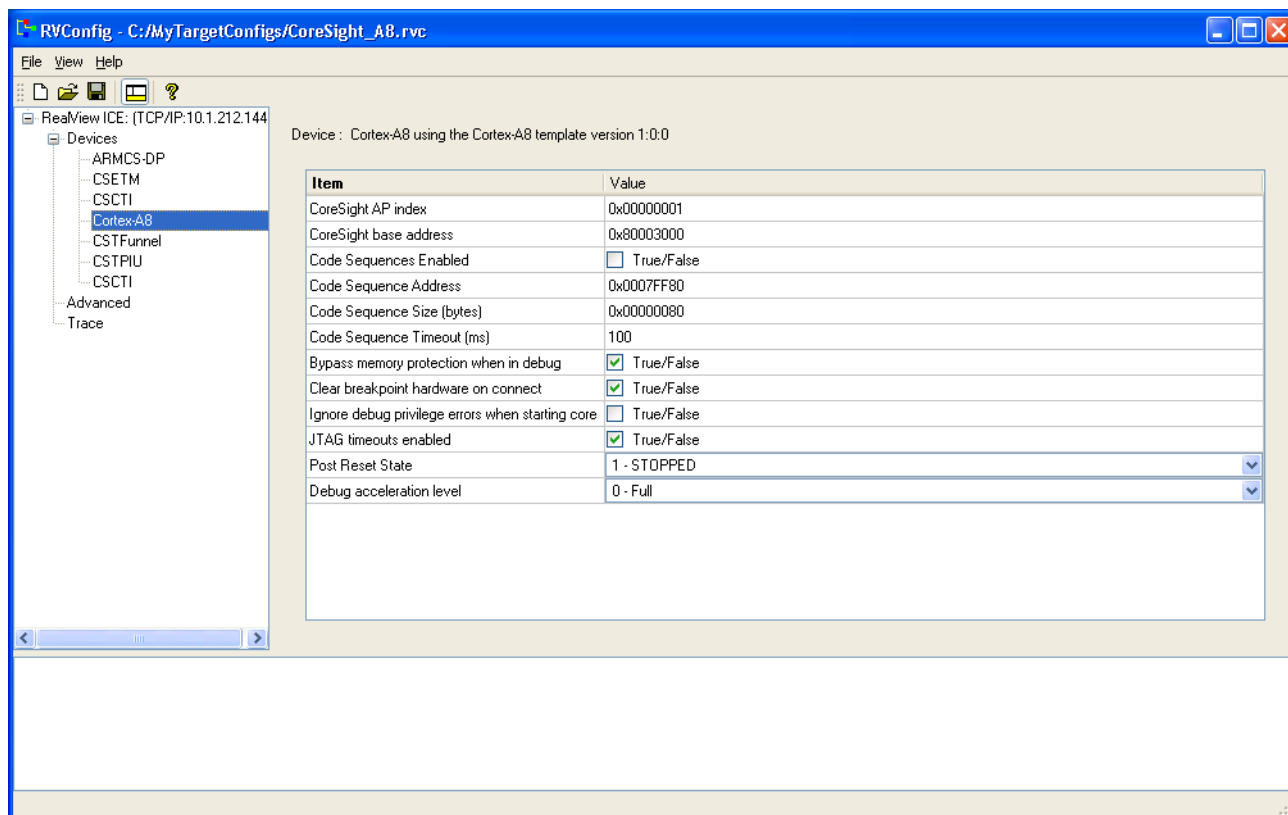 RVConfig - C:/MyTargetConfigs/CoreSight_A8.rvc
File View Help
RealView ICE: (TCP/IP:10.1.212.144
Devices
ARMCS-DP
CSETM
CSCTI
Cortex-A8
CSTFunnel
CSTPIU
CSCTI
Advanced
Trace
Device : Cortex-A8 using the Cortex-A8 template version 1:0:0
Item Value
CoreSight AP index 0x00000001
CoreSight base address 0x80003000
Code Sequences Enabled True/False
Code Sequence Address 0x0007FF80
Code Sequence Size (bytes) 0x00000080
Code Sequence Timeout (ms) 100
Bypass memory protection when in debug True/False
Clear breakpoint hardware on connect True/False
Ignore debug privilege errors when starting core True/False
JTAG timeouts enabled True/False
Post Reset State 1 - STOPPED
Debug acceleration level 0 - Full